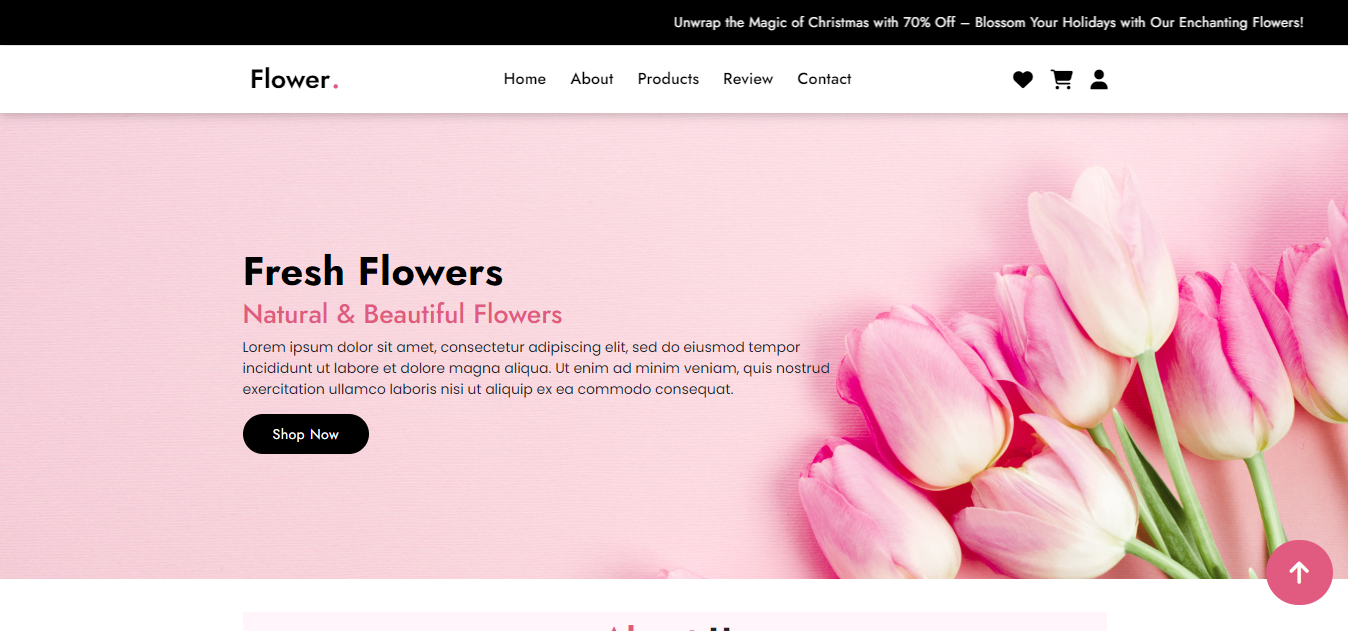 Unwrap the Magic of Christmas with 70% Off – Blossom Your Holidays with Our Enchanting Flowers!
Flower.
Home About Products Review Contact
Fresh Flowers
Natural & Beautiful Flowers
Lorem ipsum dolor sit amet, consectetur adipiscing elit, sed do eiusmod tempor
incididunt ut labore et dolore magna aliqua. Ut enim ad minim veniam, quis nostrud
exercitation ullamco laboris nisi ut aliquip ex ea commodo consequat.
Shop Now